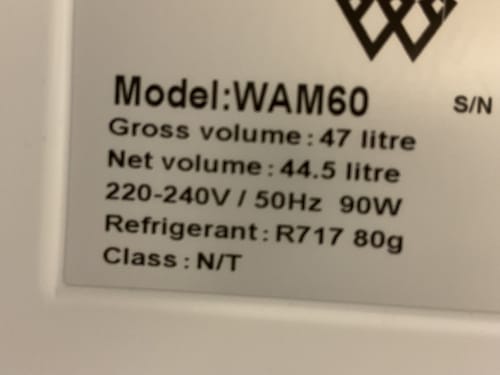 Model:WAM60
S/N
Gross volume : 47 litre
Net volume : 44.5 litre
220-240V / 50Hz 90W
Refrigerant : R717 80g
Class : N/T